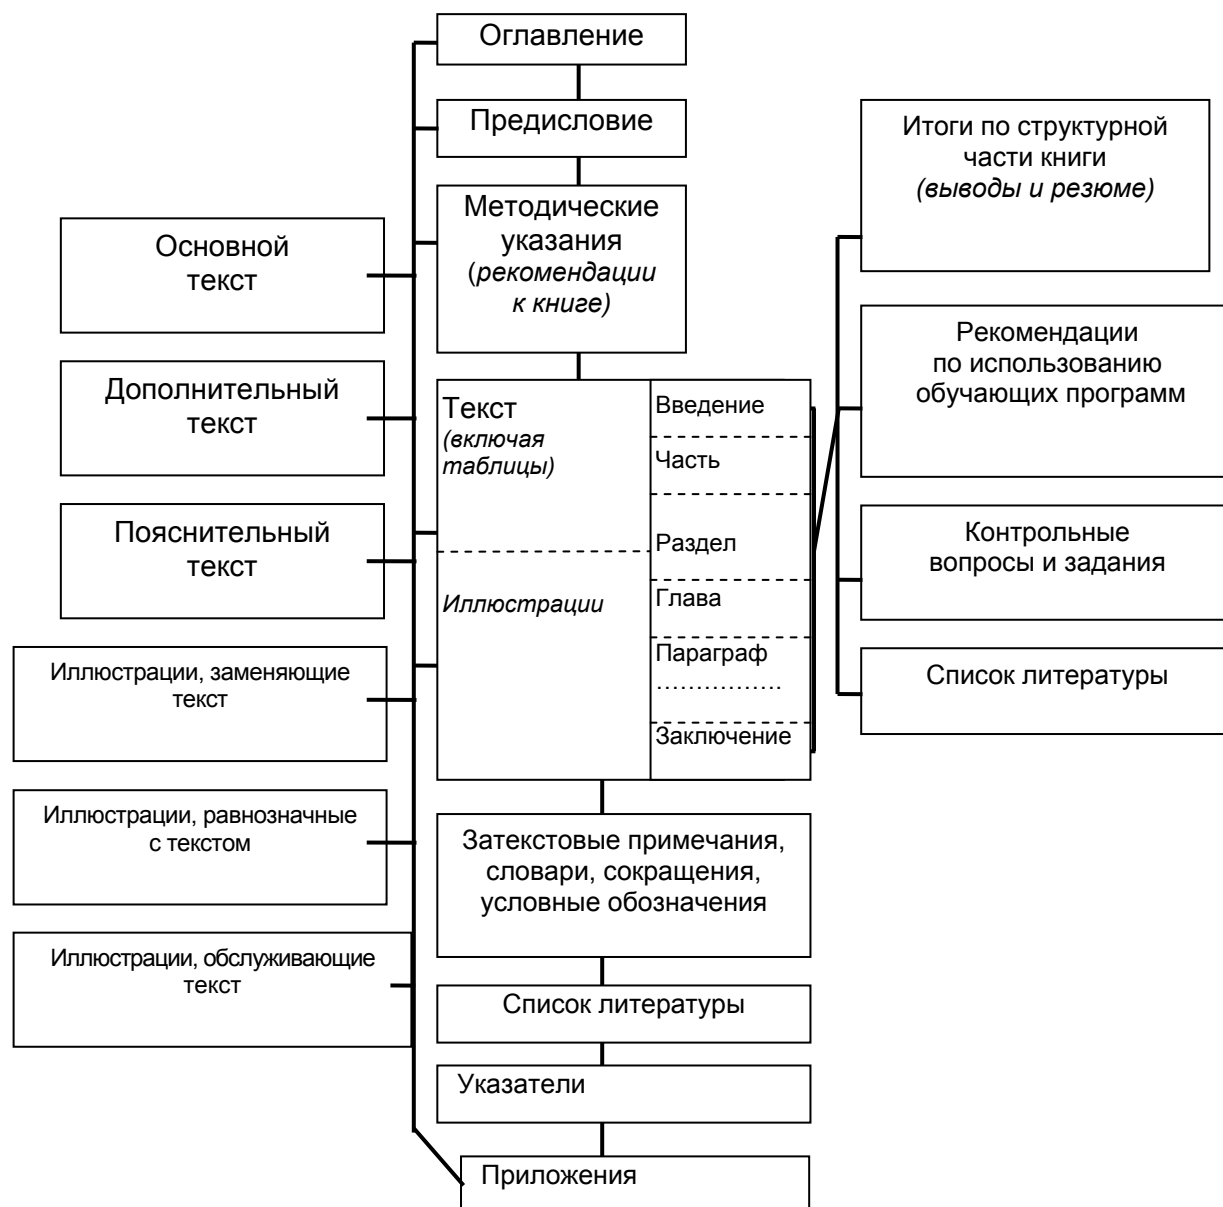 Оглавление
Предисловие
Методические
указания
(рекомендации
к книге)
Основной
текст
Дополнительный
текст
Пояснительный
текст
Иллюстрации, заменяющие
текст
Иллюстрации, равнозначные
с текстом
Иллюстрации, обслуживающие
текст
Текст
(включая
таблицы)
Иллюстрации
Введение
Часть
Раздел
Глава
Параграф
................
Заключение
Итоги по структурной
части книги
(выводы и резюме)
Рекомендации
по использованию
обучающих программ
Контрольные
вопросы и задания
Список литературы
Затекстовые примечания,
словари, сокращения,
условные обозначения
Список литературы
Указатели
Приложения